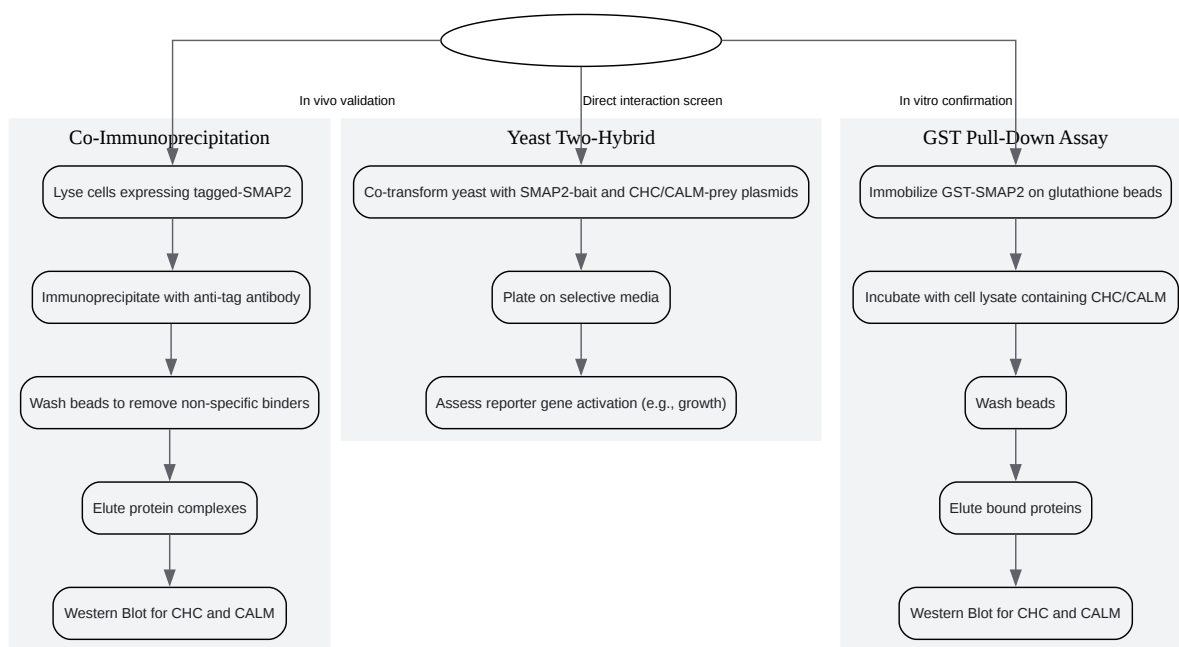 In vivo validation
Direct interaction screen
In vitro confirmation
Co-Immunoprecipitation
Lyse cells expressing tagged-SMAP2
Immunoprecipitate with anti-tag antibody
Wash beads to remove non-specific binders
Elute protein complexes
Western Blot for CHC and CALM
Yeast Two-Hybrid
Co-transform yeast with SMAP2-bait and CHC/CALM-prey plasmids
Plate on selective media
Assess reporter gene activation (e.g., growth)
GST Pull-Down Assay
Immobilize GST-SMAP2 on glutathione beads
Incubate with cell lysate containing CHC/CALM
Wash beads
Elute bound proteins
Western Blot for CHC and CALM